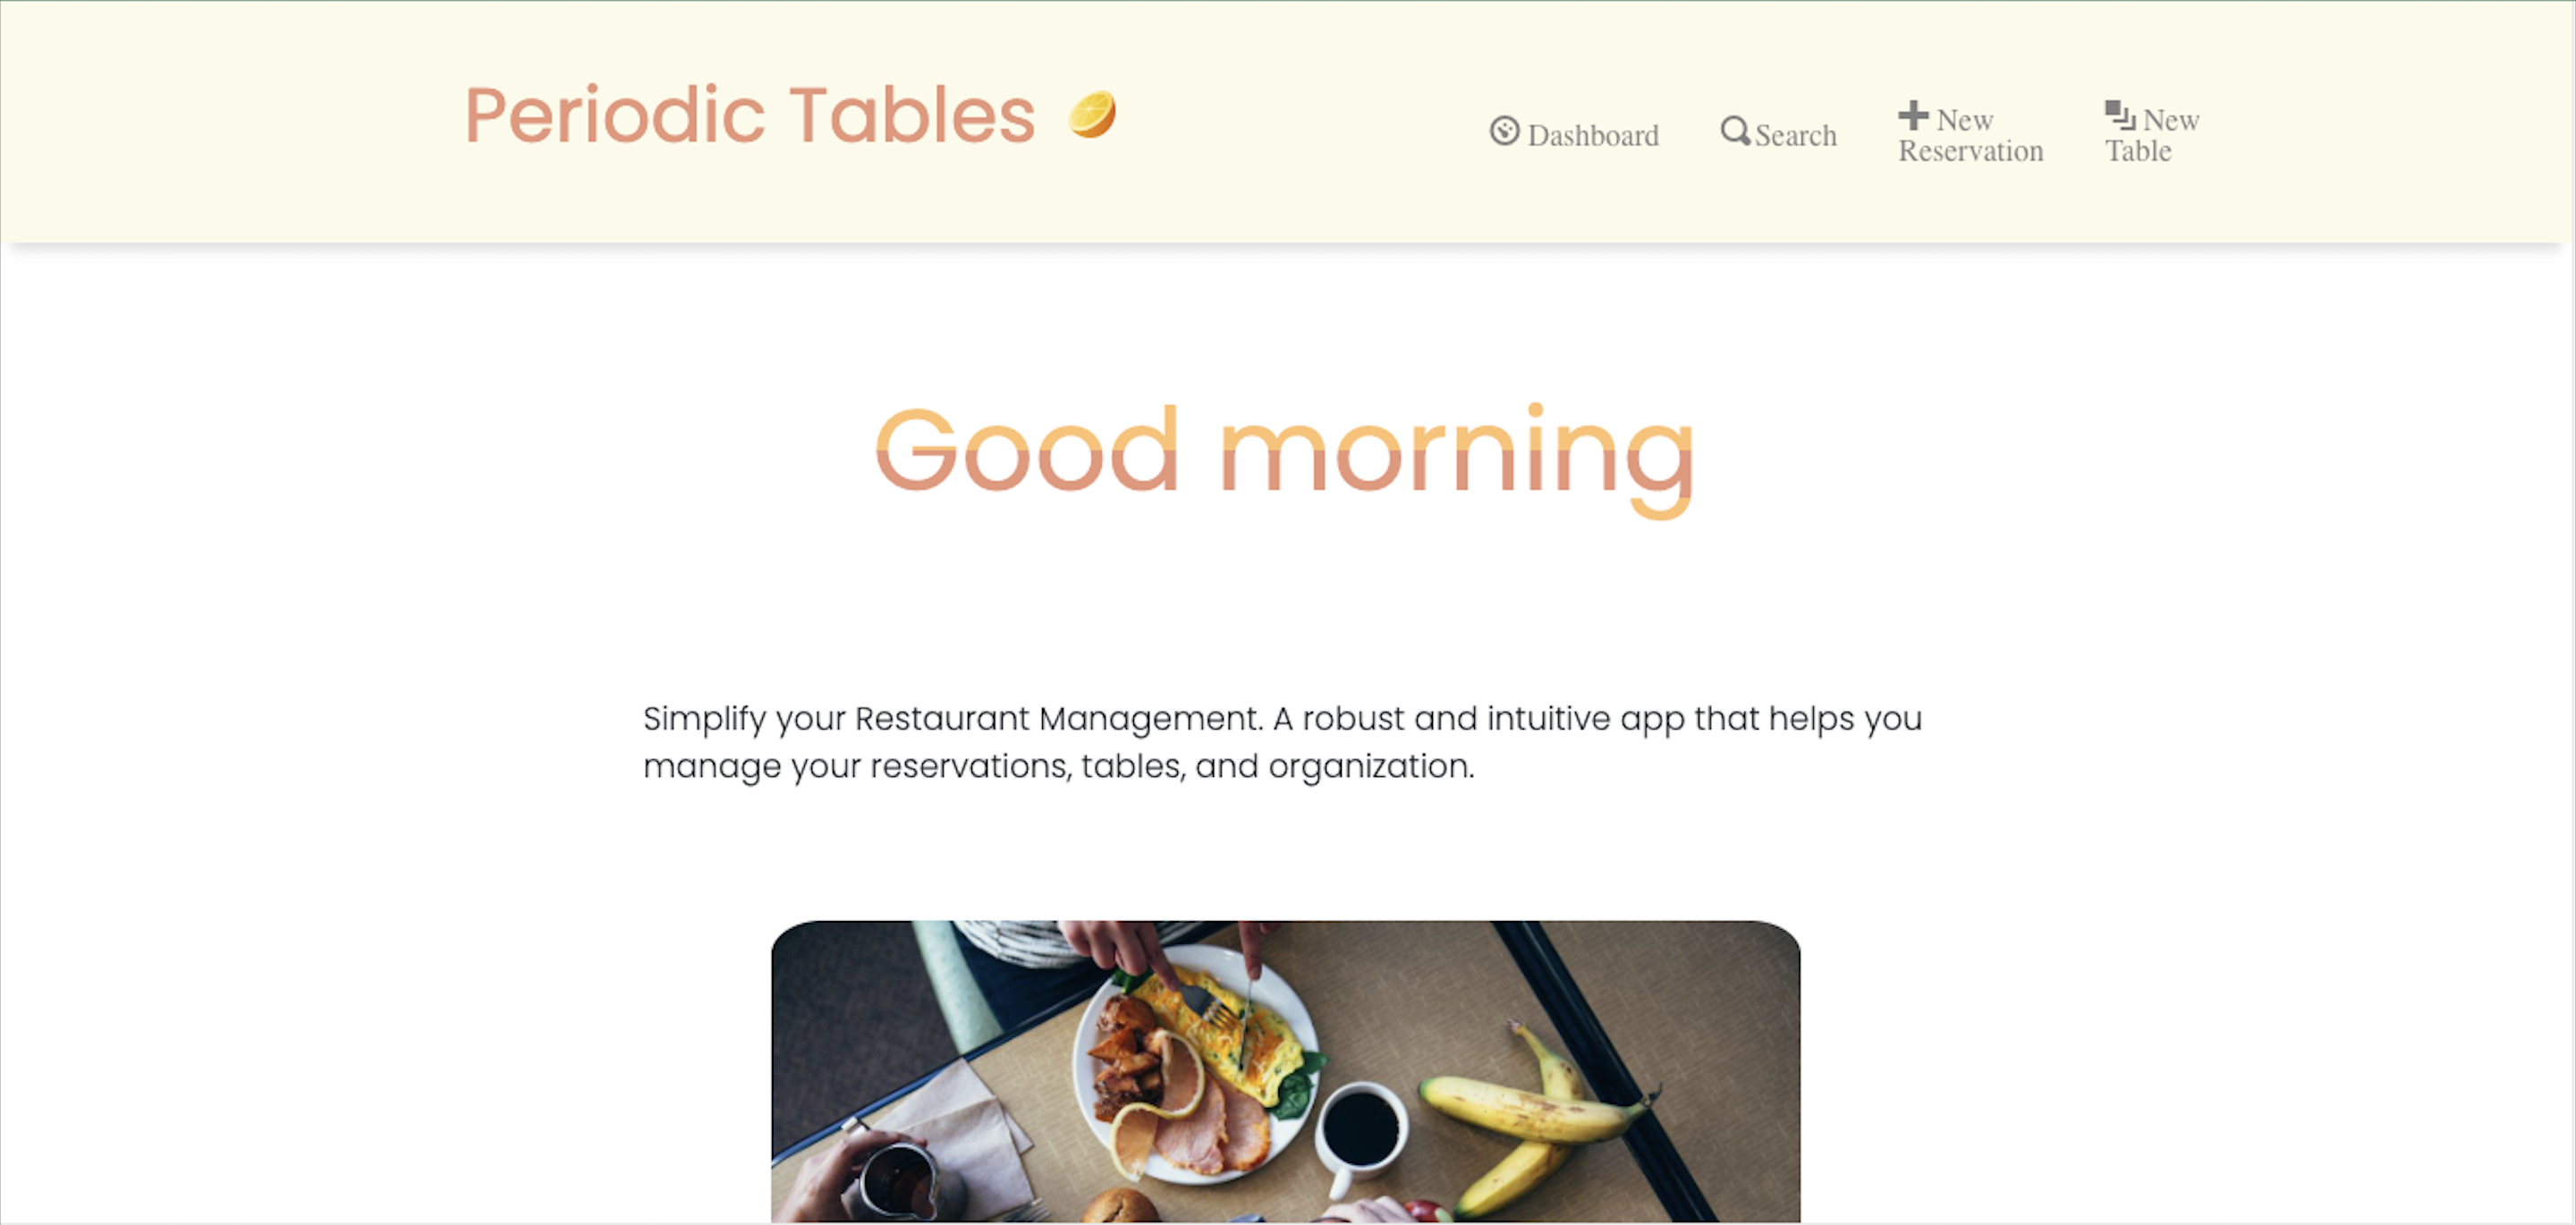 Periodic Tables
Dashboard
Search
New
Reservation
New
Table
Good morning
Simplify your Restaurant Management. A robust and intuitive app that helps you
manage your reservations, tables, and organization.